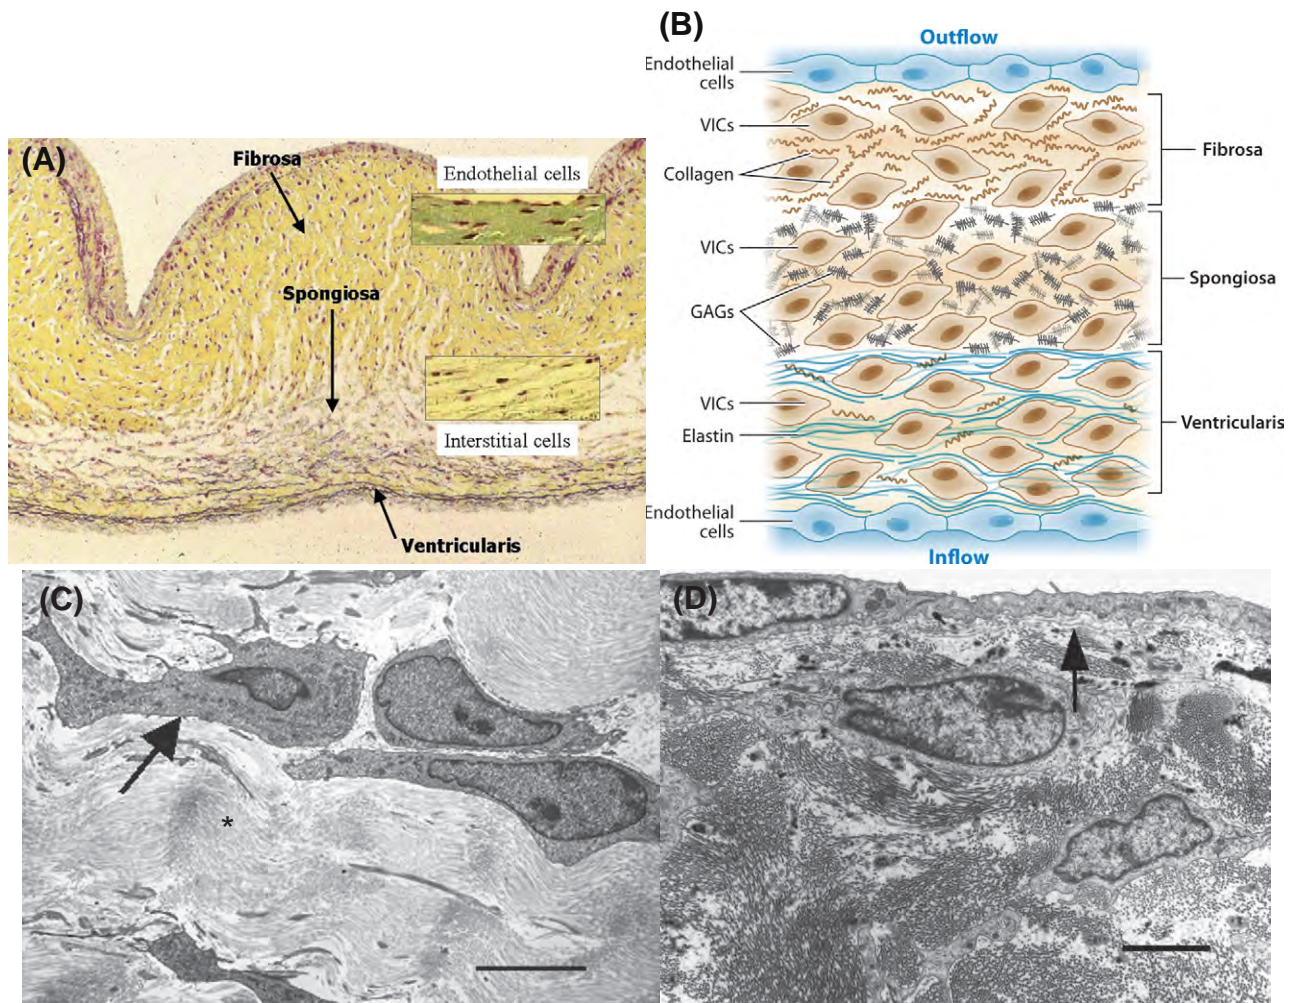 (A)
Fibrosa
Endothelial cells
Spongiosa
Interstitial cells
Ventricularis
(B)
Outflow
Endothelial
cells
VICs
Collagen
Fibrosa
VICs
GAGs
Spongiosa
VICs
Elastin
Ventricularis
Endothelial
cells
Inflow
(C)
*
(D)